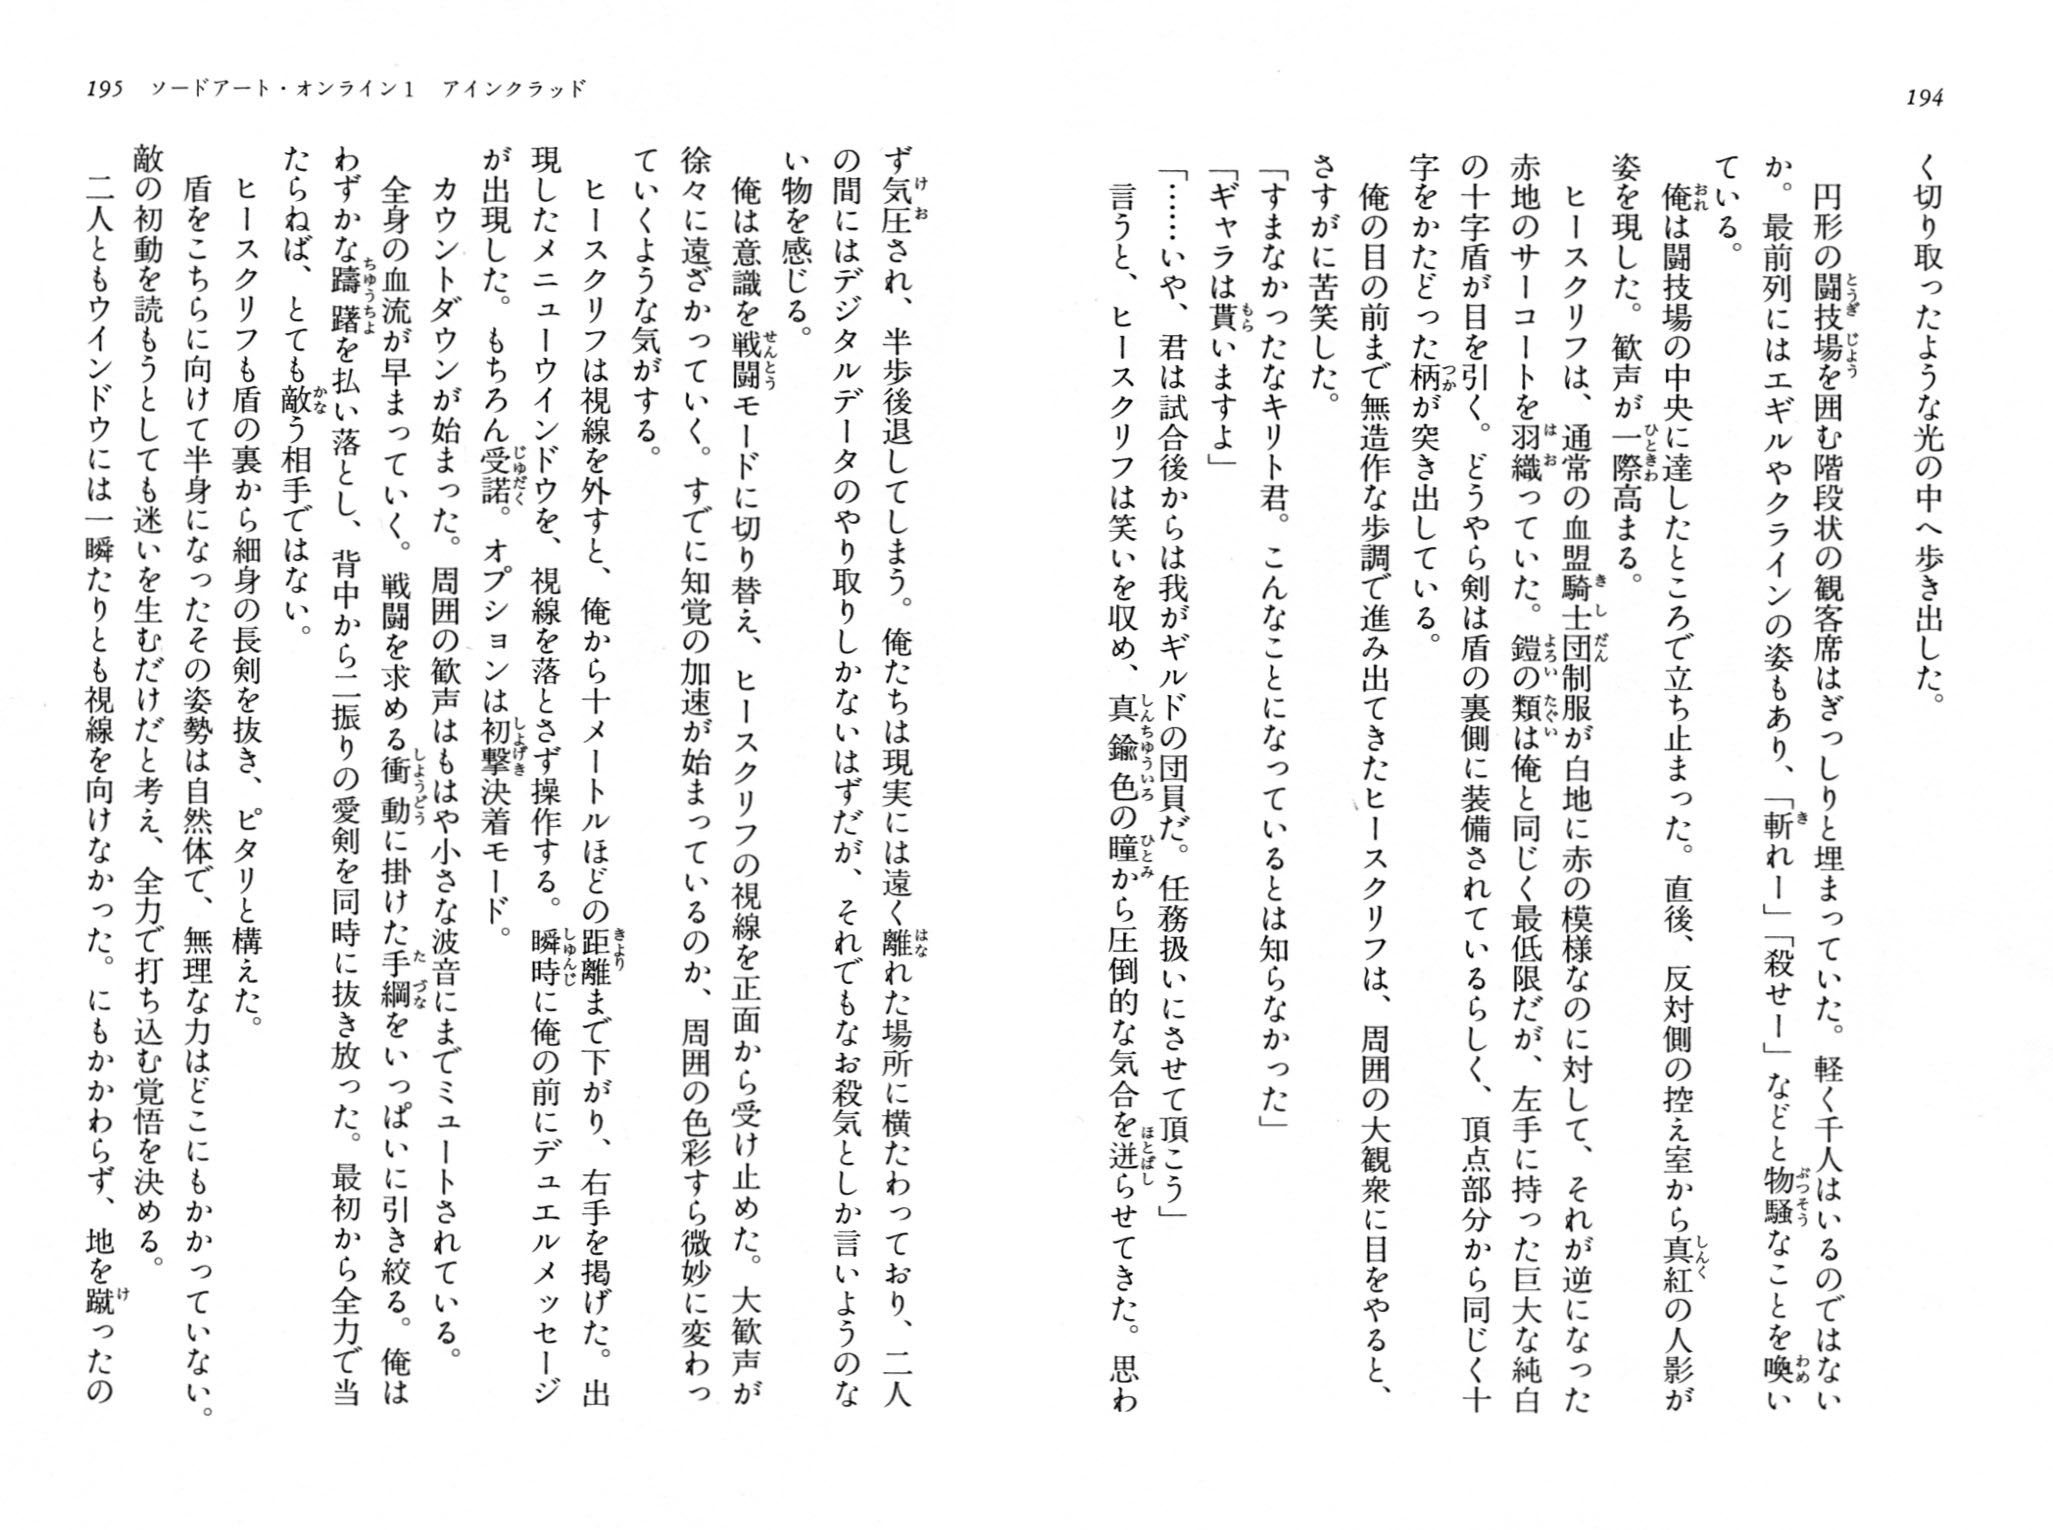 194
く切り取ったような光の中へ歩き出した。
円形の闘技場を囲む階段状の観客席はぎっしりと埋まっていた。軽く千人はいるのではない
か。最前列にはエギルやクラインの姿もあり、「斬れー」「殺せー」などと物騒なことを喚い
ている。
俺は闘技場の中央に達したところで立ち止まった。直後、反対側の控え室から真紅の人影が
姿を現した。歓声が一際高まる。
ヒースクリフは、通常の血盟騎士団制服が白地に赤の模様なのに対して、それが逆になった
赤地のサーコートを羽織っていた。鎧の類は俺と同じく最低限だが、左手に持った巨大な純白
の十字盾が目を引く。どうやら剣は盾の裏側に装備されているらしく、頂点部分から同じく十
字をかたどった柄が突き出している。
俺の目の前まで無造作な歩調で進み出てきたヒースクリフは、周囲の大観衆に目をやると、
さすがに苦笑した。
「すまなかったなキリト君。こんなことになっているとは知らなかった」
「ギャラは貰いますよ」
「……いや、君は試合後からは我がギルドの団員だ。任務扱いにさせて頂こう」
言うと、ヒースクリフは笑いを収め、真鍮色の瞳から圧倒的な気合を迸らせてきた。思わ
195 ソードアート・オンライン1 アインクラッド
ず気圧され、半歩後退してしまう。俺たちは現実には遠く離れた場所に横たわっており、二人
の間にはデジタルデータのやり取りしかないはずだが、それでもなお殺気としか言いようのな
い物を感じる。
俺は意識を戦闘モードに切り替え、ヒースクリフの視線を正面から受け止めた。大歓声が
徐々に遠ざかっていく。すでに知覚の加速が始まっているのか、周囲の色彩すら微妙に変わっ
ていくような気がする。
ヒースクリフは視線を外すと、俺から十メートルほどの距離まで下がり、右手を掲げた。出
現したメニューウインドウを、視線を落とさず操作する。瞬時に俺の前にデュエルメッセージ
が出現した。もちろん受諾。オプションは初撃決着モード。
カウントダウンが始まった。周囲の歓声はもはや小さな波音にまでミュートされている。
全身の血流が早まっていく。戦闘を求める衝動に掛けた手綱をいっぱいに引き絞る。俺は
わずかな躊躇を払い落とし、背中から二振りの愛剣を同時に抜き放った。最初から全力で当
たらねば、とても敵う相手ではない。
ヒースクリフも盾の裏から細身の長剣を抜き、ピタリと構えた。
盾をこちらに向けて半身になったその姿勢は自然体で、無理な力はどこにもかかっていない。
敵の初動を読もうとしても迷いを生むだけだと考え、全力で打ち込む覚悟を決める。
二人ともウインドウには一瞬たりとも視線を向けなかった。にもかかわらず、地を蹴ったの